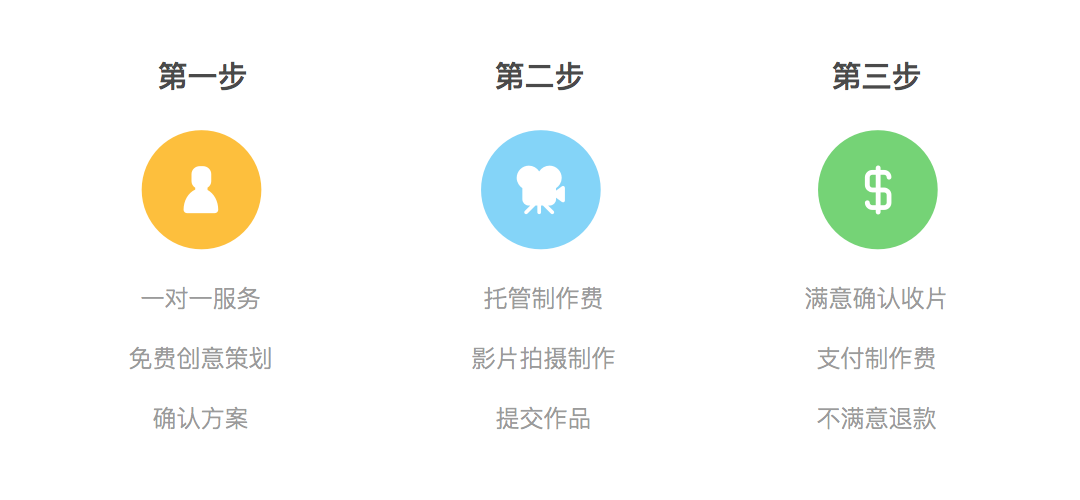 第一步
一对一服务
免费创意策划
确认方案
第二步
托管制作费
影片拍摄制作
提交作品
第三步
$
满意确认收片
支付制作费
不满意退款